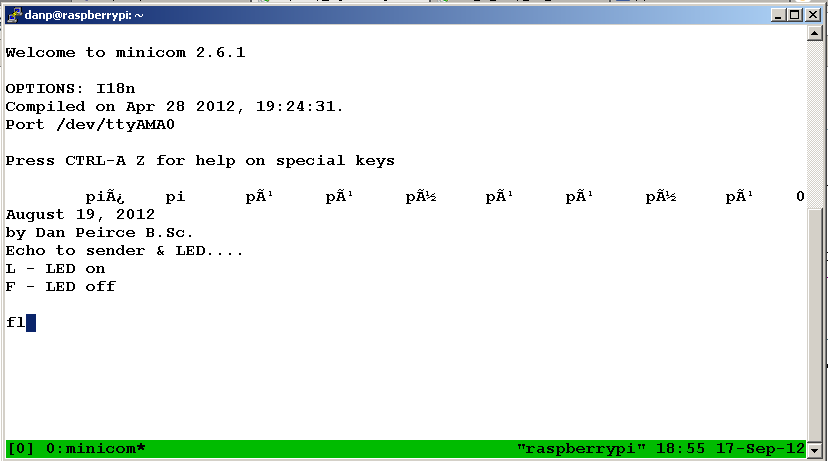 danp@raspberrypi: ~
Welcome to minicom 2.6.1
OPTIONS: I18n
Compiled on Apr 28 2012, 19:24:31.
Port /dev/ttyAMA0
Press CTRL-A Z for help on special keys
piÃ¿ pi pÃ¹ pÃ¹ pÃ½ pÃ¹ pÃ¹ pÃ½ pÃ¹ 0
August 19, 2012
by Dan Peirce B.Sc.
Echo to sender & LED....
L - LED on
F - LED off
fl
[0] 0:minicom* "raspberrypi" 18:55 17-Sep-12